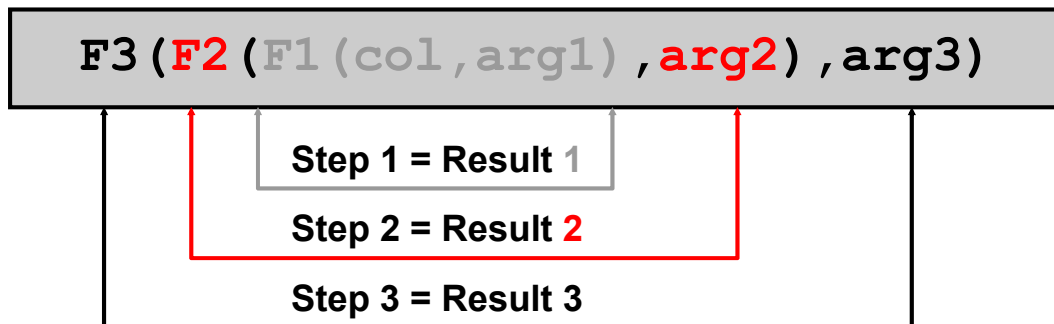 F3(F2(F1(col,arg1),arg2),arg3)
Step 1 = Result 1
Step 2 = Result 2
Step 3 = Result 3